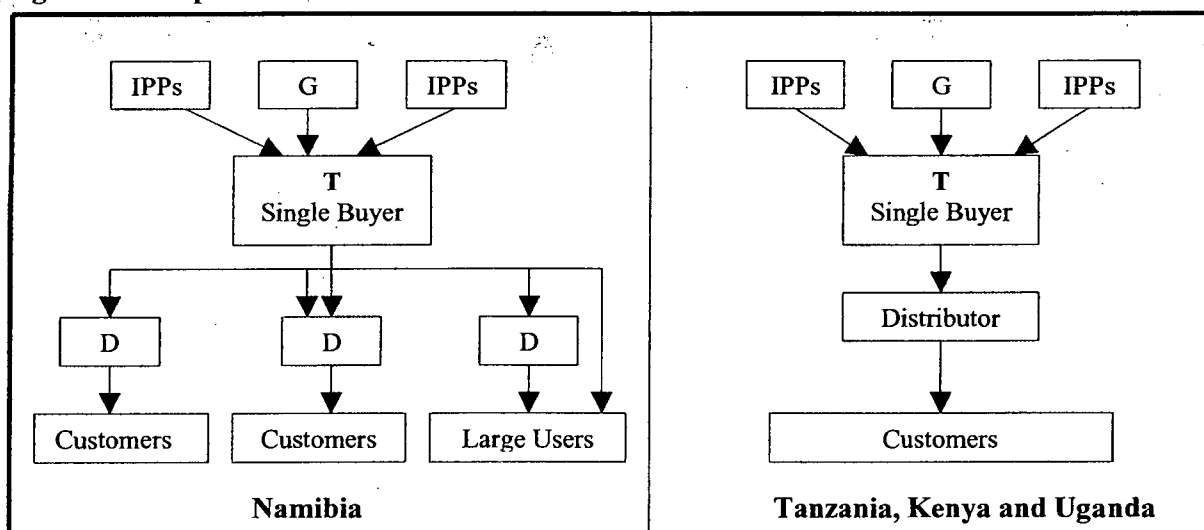 IPPs
G
IPPs
T
Single Buyer
D
D
D
Customers
Customers
Large Users
Namibia
IPPs
G
IPPs
T
Single Buyer
Distributor
Customers
Tanzania, Kenya and Uganda